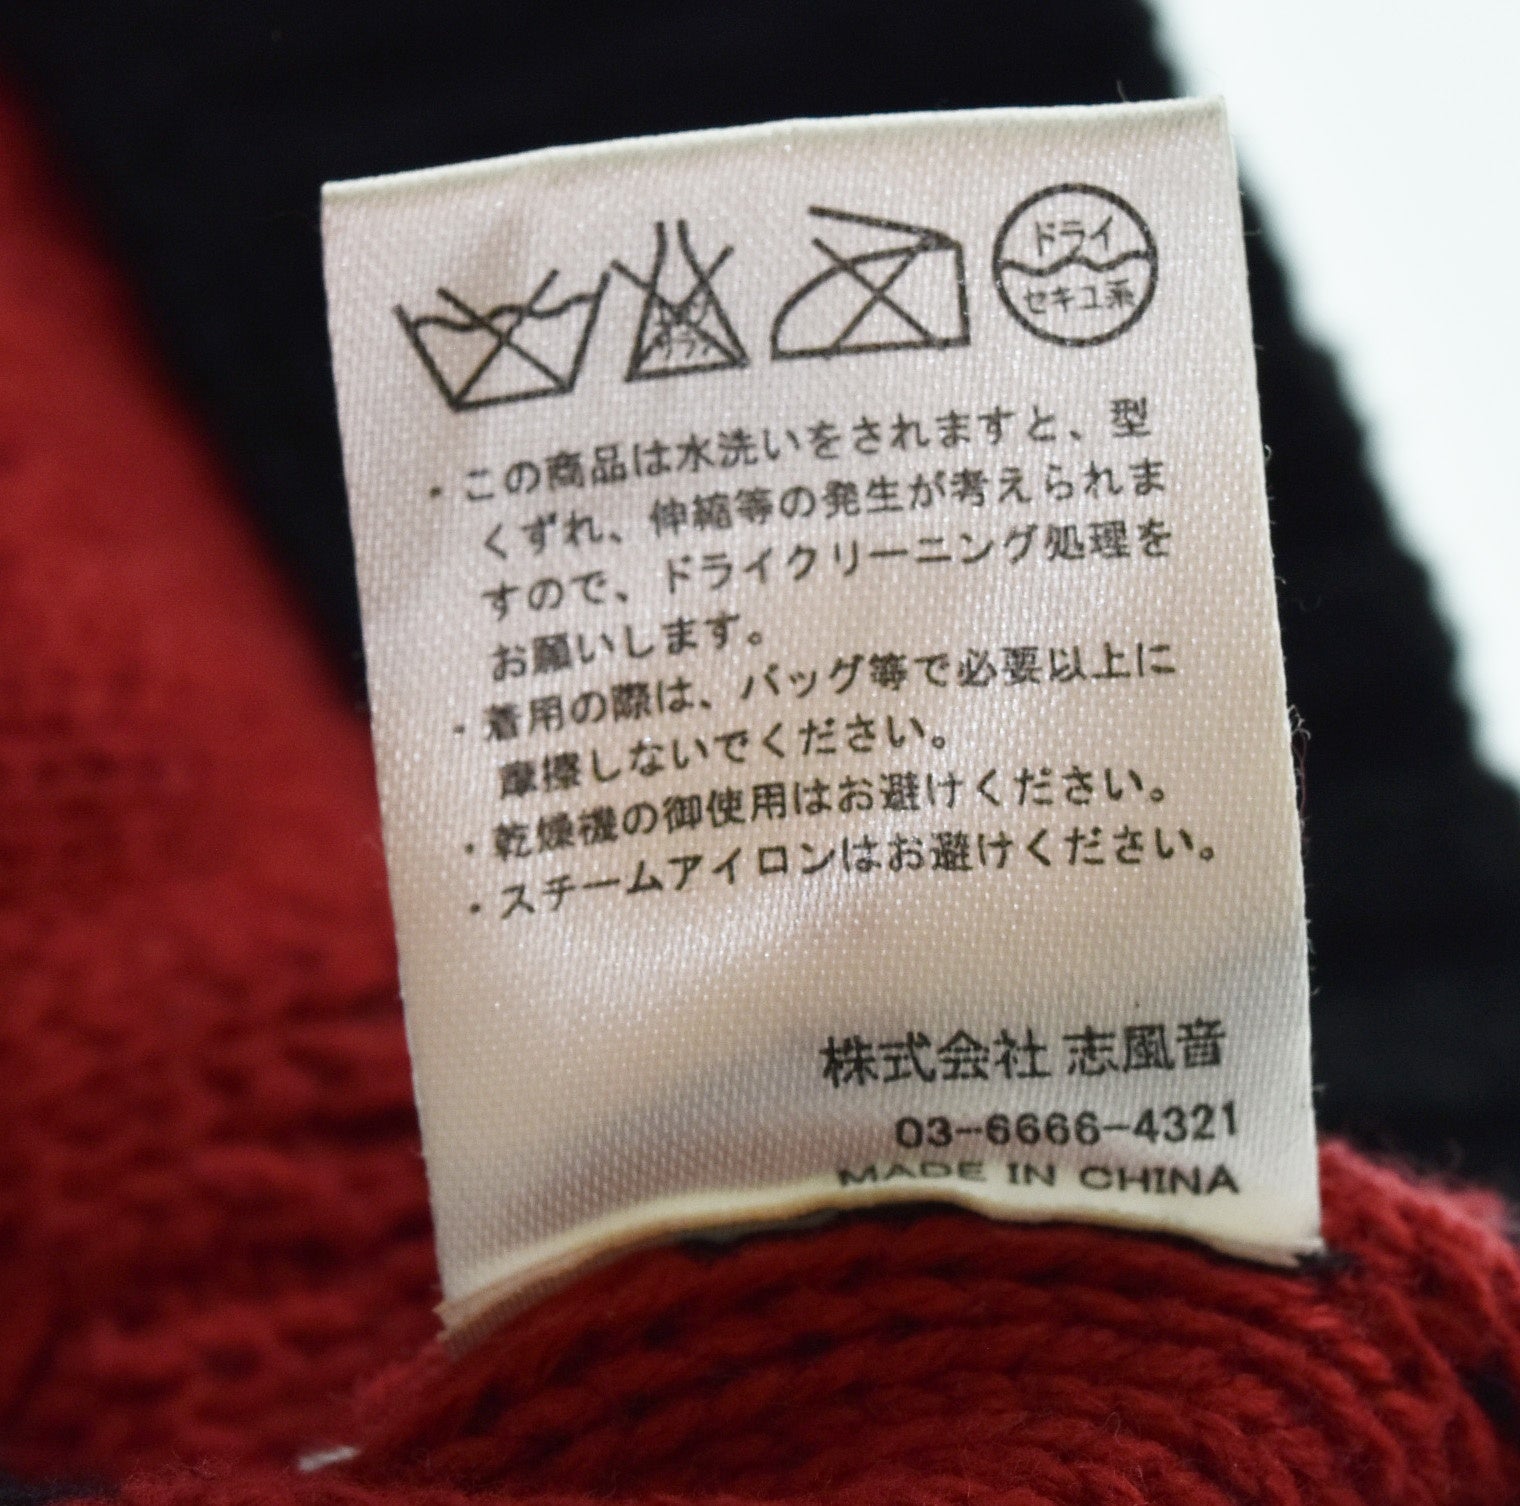 ドライ
セキユ系
・この商品は水洗いをされますと、型
くずれ、伸縮等の発生が考えられま
すので、ドライクリーニング処理を
お願いします。
・着用の際は、バッグ等で必要以上に
摩擦しないでください。
・乾燥機の御使用はお避けください。
・スチームアイロンはお避けください。
株式会社 志風音
03-6666-4321
MADE IN CHINA